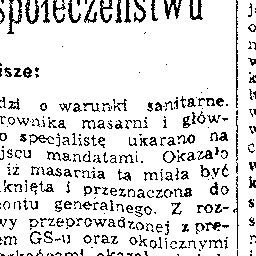 społeczeństwu
isze:
dzi o warunki sanitarne.
rownika masarni i głów-
o specjalistę ukarano na
jscu mandatami. Okazało
iż masarnia ta miała być
knięta i przeznaczona do
ontu generalnego. Z roz-
wy przeprowadzonej z pre-
em GS-u oraz okolicznymi